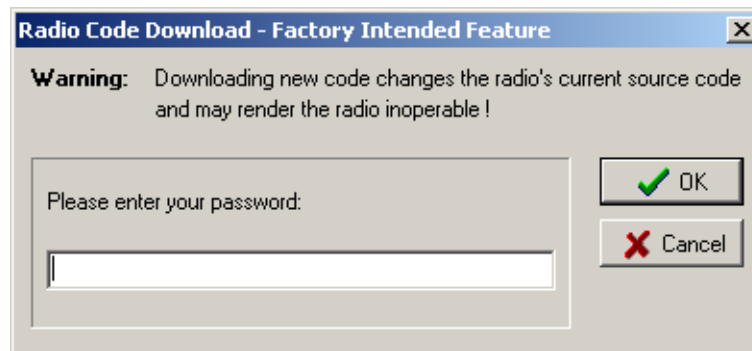 Radio Code Download - Factory Intended Feature
Warning: Downloading new code changes the radio's current source code
and may render the radio inoperable !
Please enter your password:
OK
Cancel